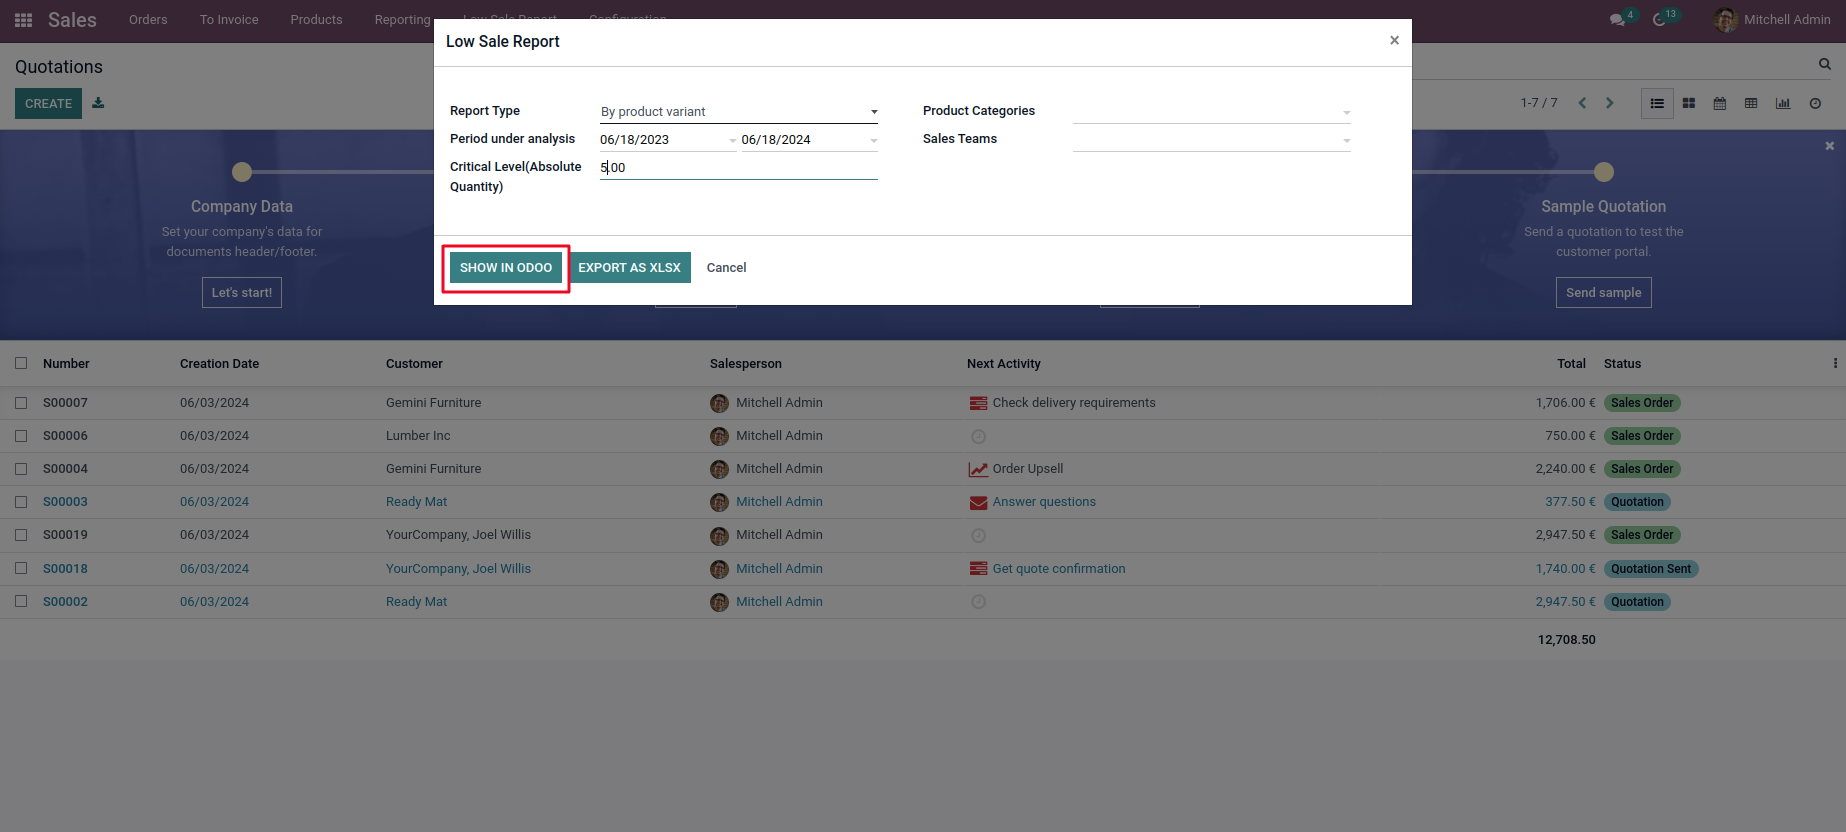 Sales Orders To Invoice Products Reporting Low Sale Report Configuration 4 13 Mitchell Admin
Low Sale Report ×
Quotations
CREATE
1-7 / 7
Report Type By product variant Product Categories
Period under analysis 06/18/2023 06/18/2024 Sales Teams
Critical Level(Absolute Quantity) 5.00
SHOW IN ODOO EXPORT AS XLSX Cancel
Company Data
Set your company's data for
documents header/footer.
Let's start!
Sample Quotation
Send a quotation to test the
customer portal.
Send sample
Number Creation Date Customer Salesperson Next Activity Total Status
S00007 06/03/2024 Gemini Furniture Mitchell Admin Check delivery requirements 1,706.00 € Sales Order
S00006 06/03/2024 Lumber Inc Mitchell Admin 750.00 € Sales Order
S00004 06/03/2024 Gemini Furniture Mitchell Admin Order Upsell 2,240.00 € Sales Order
S00003 06/03/2024 Ready Mat Mitchell Admin Answer questions 377.50 € Quotation
S00019 06/03/2024 YourCompany, Joel Willis Mitchell Admin 2,947.50 € Sales Order
S00018 06/03/2024 YourCompany, Joel Willis Mitchell Admin Get quote confirmation 1,740.00 € Quotation Sent
S00002 06/03/2024 Ready Mat Mitchell Admin 2,947.50 € Quotation
12,708.50